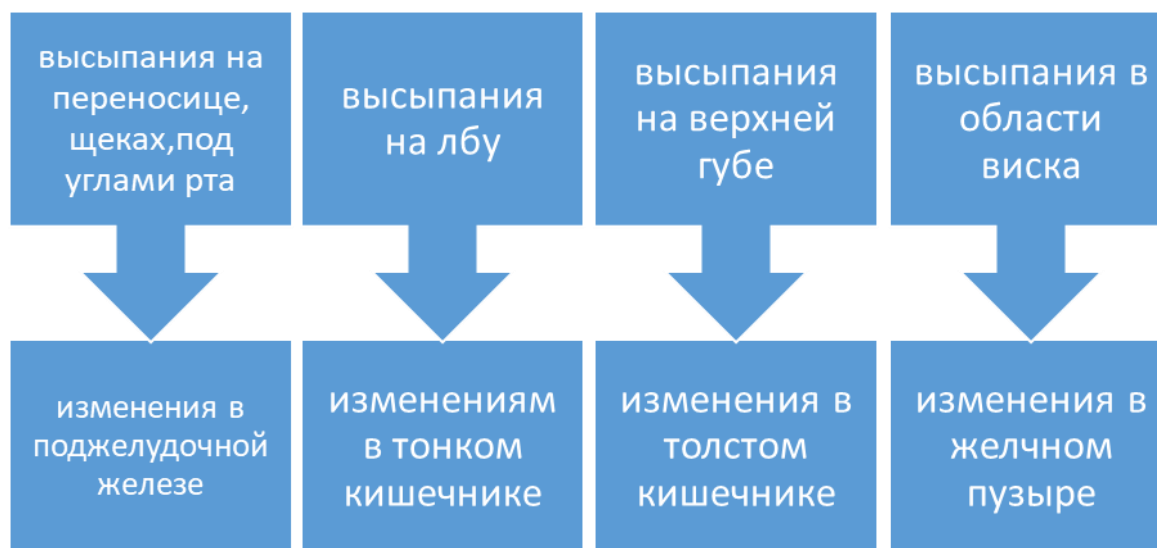 высыпания на
переносице,
щеках,под
углами рта
высыпания
на лбу
высыпания
на верхней
губе
высыпания в
области
виска
изменения в
поджелудочной
железе
изменениям
в тонком
кишечнике
изменения в
толстом
кишечнике
изменения в
желчном
пузыре